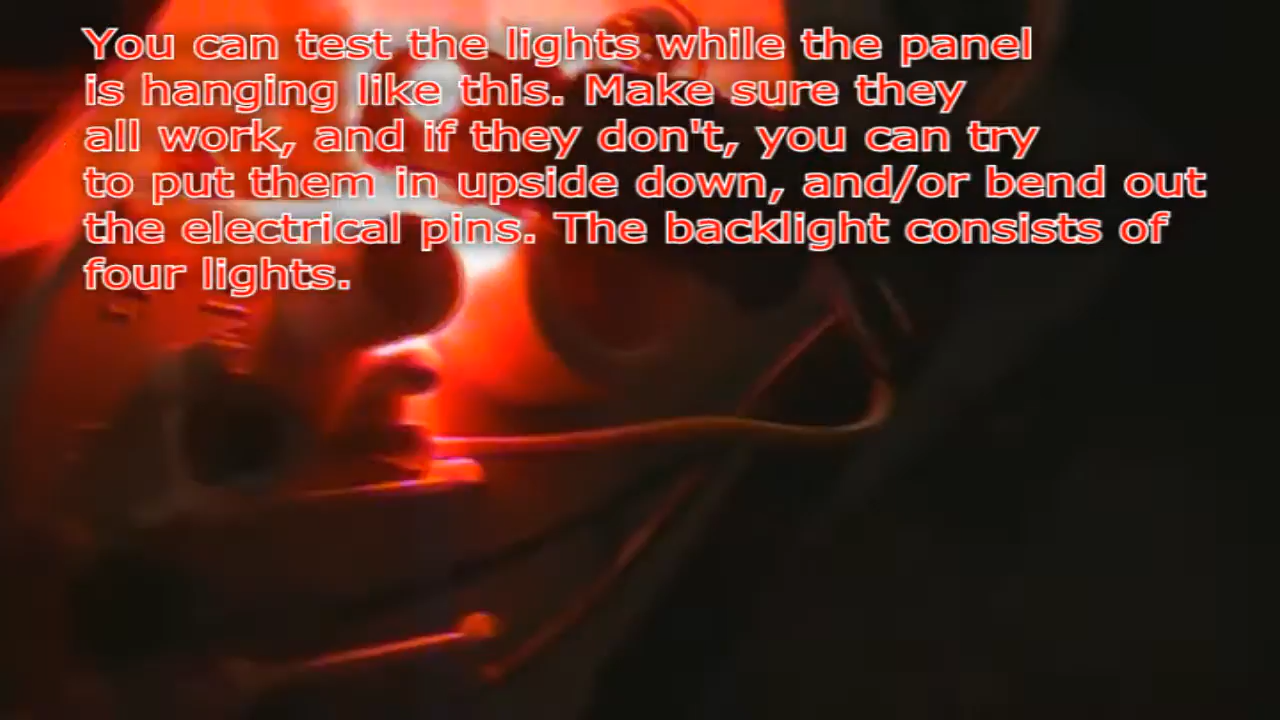 You can test the lights while the panel
is hanging like this. Make sure they
all work, and if they don't, you can try
to put them in upside down, and/or bend out
the electrical pins. The backlight consists of
four lights.